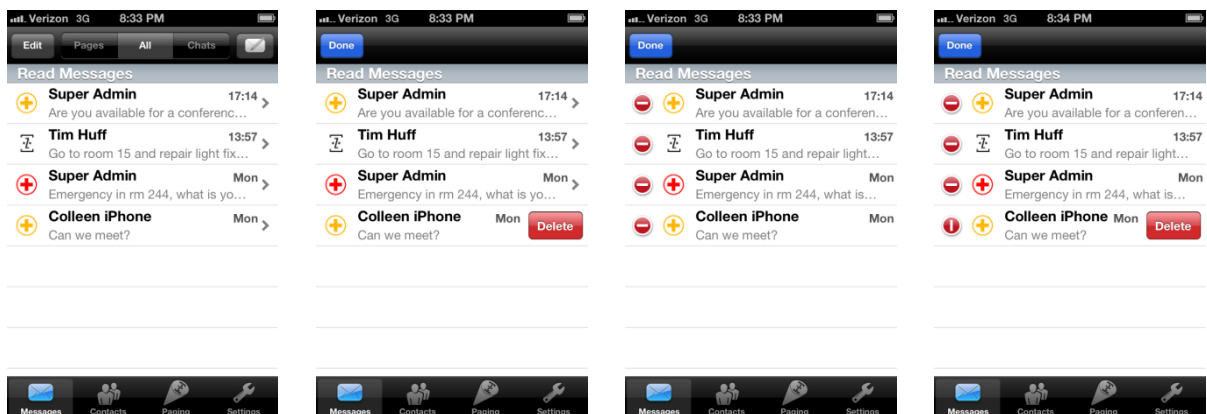 Verizon 3G 8:33 PM
Edit Pages All Chats
Read Messages
Super Admin 17:14
Are you available for a conferenc...
Tim Huff 13:57
Go to room 15 and repair light fix...
Super Admin Mon
Emergency in rm 244, what is yo...
Colleen iPhone Mon
Can we meet?
Messages Contacts Paging Settings
Verizon 3G 8:33 PM
Done
Read Messages
Super Admin 17:14
Are you available for a conferenc...
Tim Huff 13:57
Go to room 15 and repair light fix...
Super Admin Mon
Emergency in rm 244, what is yo...
Colleen iPhone Mon
Can we meet?
Delete
Messages Contacts Paging Settings
Verizon 3G 8:33 PM
Done
Read Messages
Super Admin 17:14
Are you available for a conferen...
Tim Huff 13:57
Go to room 15 and repair light...
Super Admin Mon
Emergency in rm 244, what is...
Colleen iPhone Mon
Can we meet?
Messages Contacts Paging Settings
Verizon 3G 8:34 PM
Done
Read Messages
Super Admin 17:14
Are you available for a conferen...
Tim Huff 13:57
Go to room 15 and repair light...
Super Admin Mon
Emergency in rm 244, what is...
Colleen iPhone Mon
Can we meet?
Delete
Messages Contacts Paging Settings